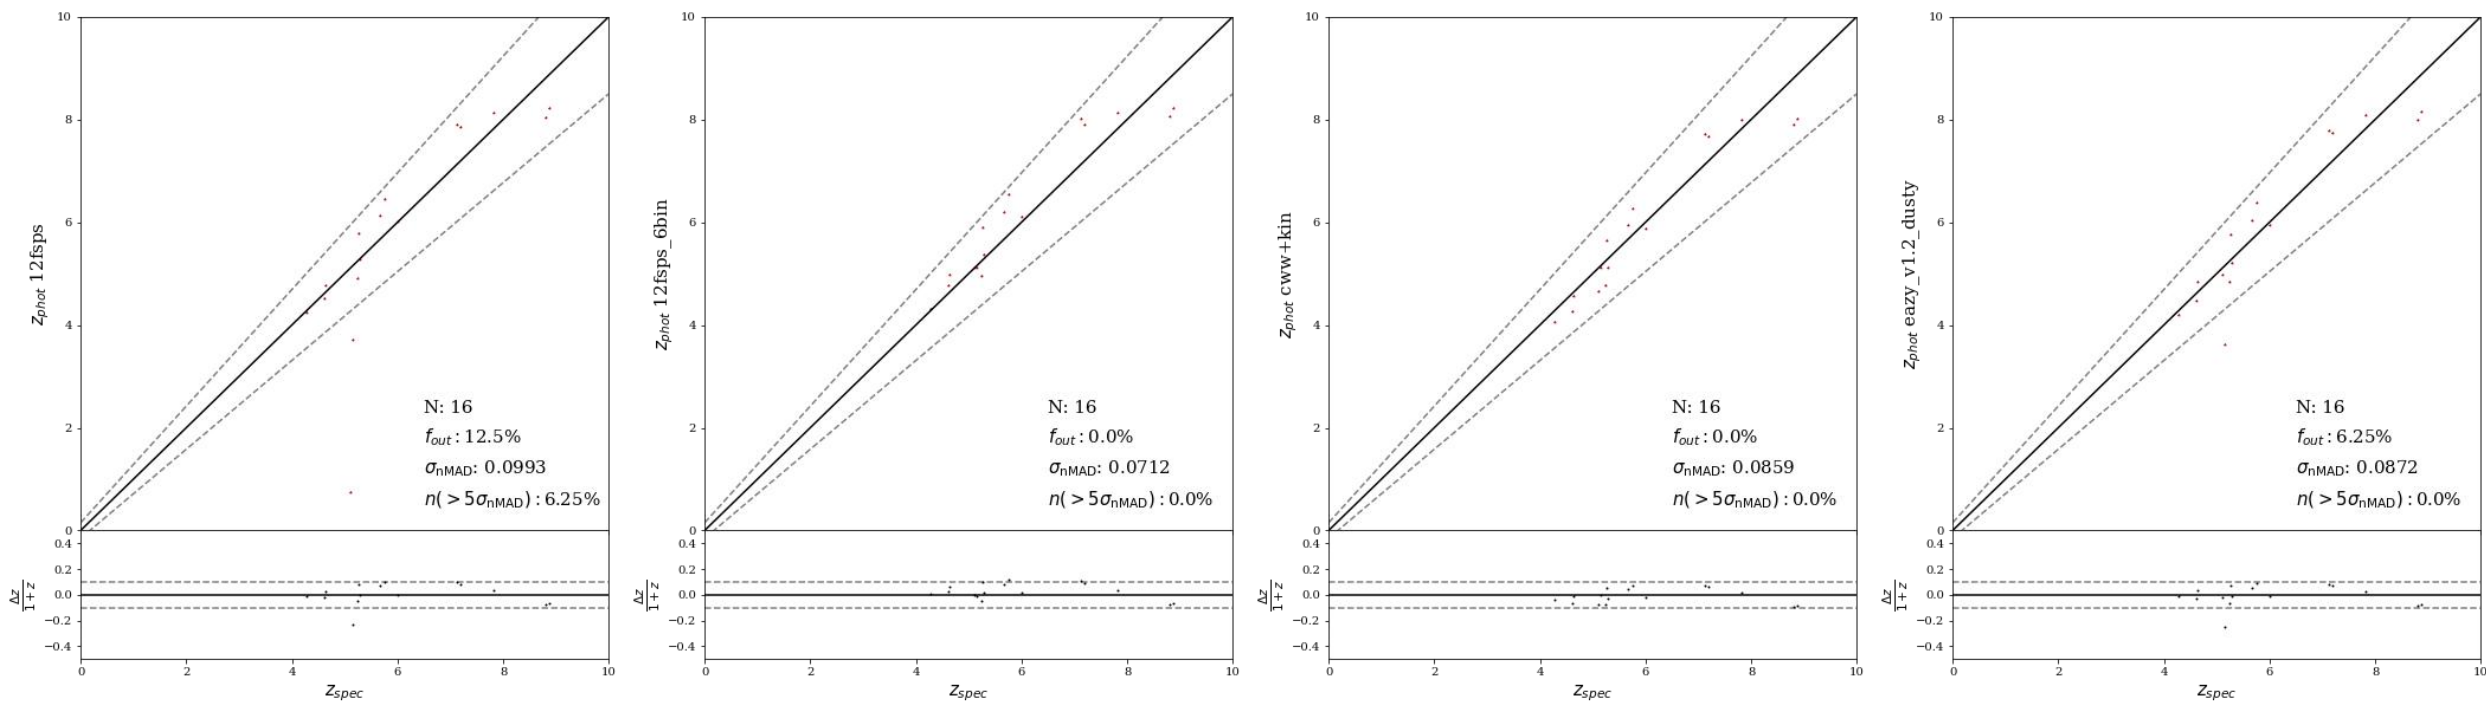 10
8
6
4
2
0
z_phot 12fsps
N: 16
f_out : 12.5%
σ_nMAD: 0.0993
n( > 5σ_nMAD) : 6.25%
0.4
0.2
0.0
−0.2
−0.4
Δz
1 + z
0 2 4 6 8 10
z_spec
10
8
6
4
2
0
z_phot 12fsps_6bin
N: 16
f_out : 0.0%
σ_nMAD: 0.0712
n( > 5σ_nMAD) : 0.0%
0.4
0.2
0.0
−0.2
−0.4
Δz
1 + z
0 2 4 6 8 10
z_spec
10
8
6
4
2
0
z_phot cww+kin
N: 16
f_out : 0.0%
σ_nMAD: 0.0859
n( > 5σ_nMAD) : 0.0%
0.4
0.2
0.0
−0.2
−0.4
Δz
1 + z
0 2 4 6 8 10
z_spec
10
8
6
4
2
0
z_phot eazy_v1.2_dusty
N: 16
f_out : 6.25%
σ_nMAD: 0.0872
n( > 5σ_nMAD) : 0.0%
0.4
0.2
0.0
−0.2
−0.4
Δz
1 + z
0 2 4 6 8 10
z_spec